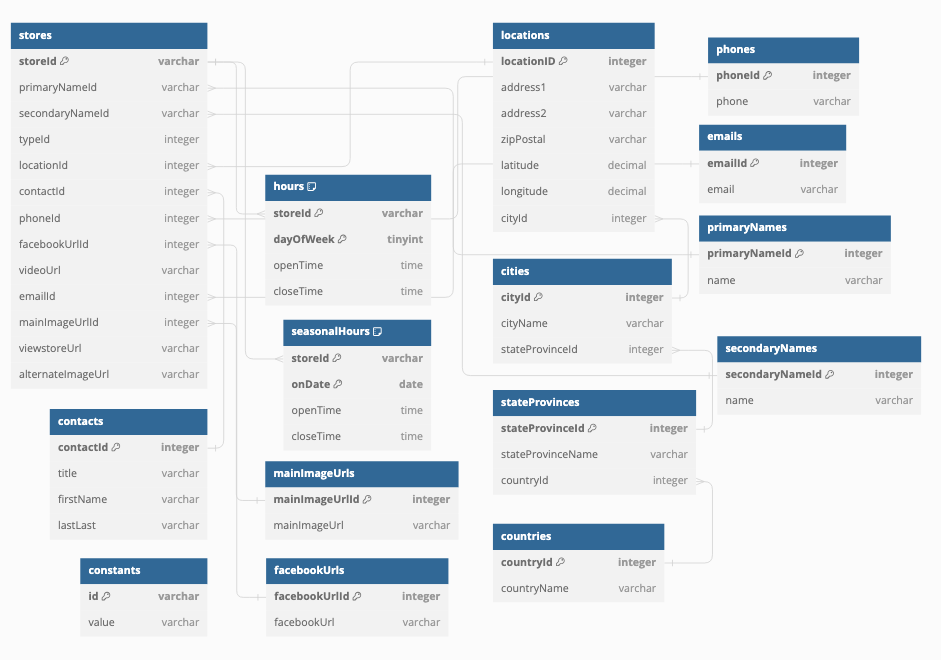 stores
storeId varchar
primaryNameId varchar
secondaryNameId varchar
typeId integer
locationId integer
contactId integer
phoneId integer
facebookUrlId integer
videoUrl varchar
emailId integer
mainImageUrlId integer
viewstoreUrl varchar
alternateImageUrl varchar
contacts
contactId integer
title varchar
firstName varchar
lastLast varchar
constants
id varchar
value varchar
hours
storeId varchar
dayOfWeek tinyint
openTime time
closeTime time
seasonalHours
storeId varchar
onDate date
openTime time
closeTime time
mainImageUrls
mainImageUrlId integer
mainImageUrl varchar
facebookUrls
facebookUrlId integer
facebookUrl varchar
locations
locationID integer
address1 varchar
address2 varchar
zipPostal varchar
latitude decimal
longitude decimal
cityId integer
cities
cityId integer
cityName varchar
stateProvinceId integer
stateProvinces
stateProvinceId integer
stateProvinceName varchar
countryId integer
countries
countryId integer
countryName varchar
phones
phoneId integer
phone varchar
emails
emailId integer
email varchar
primaryNames
primaryNameId integer
name varchar
secondaryNames
secondaryNameId integer
name varchar